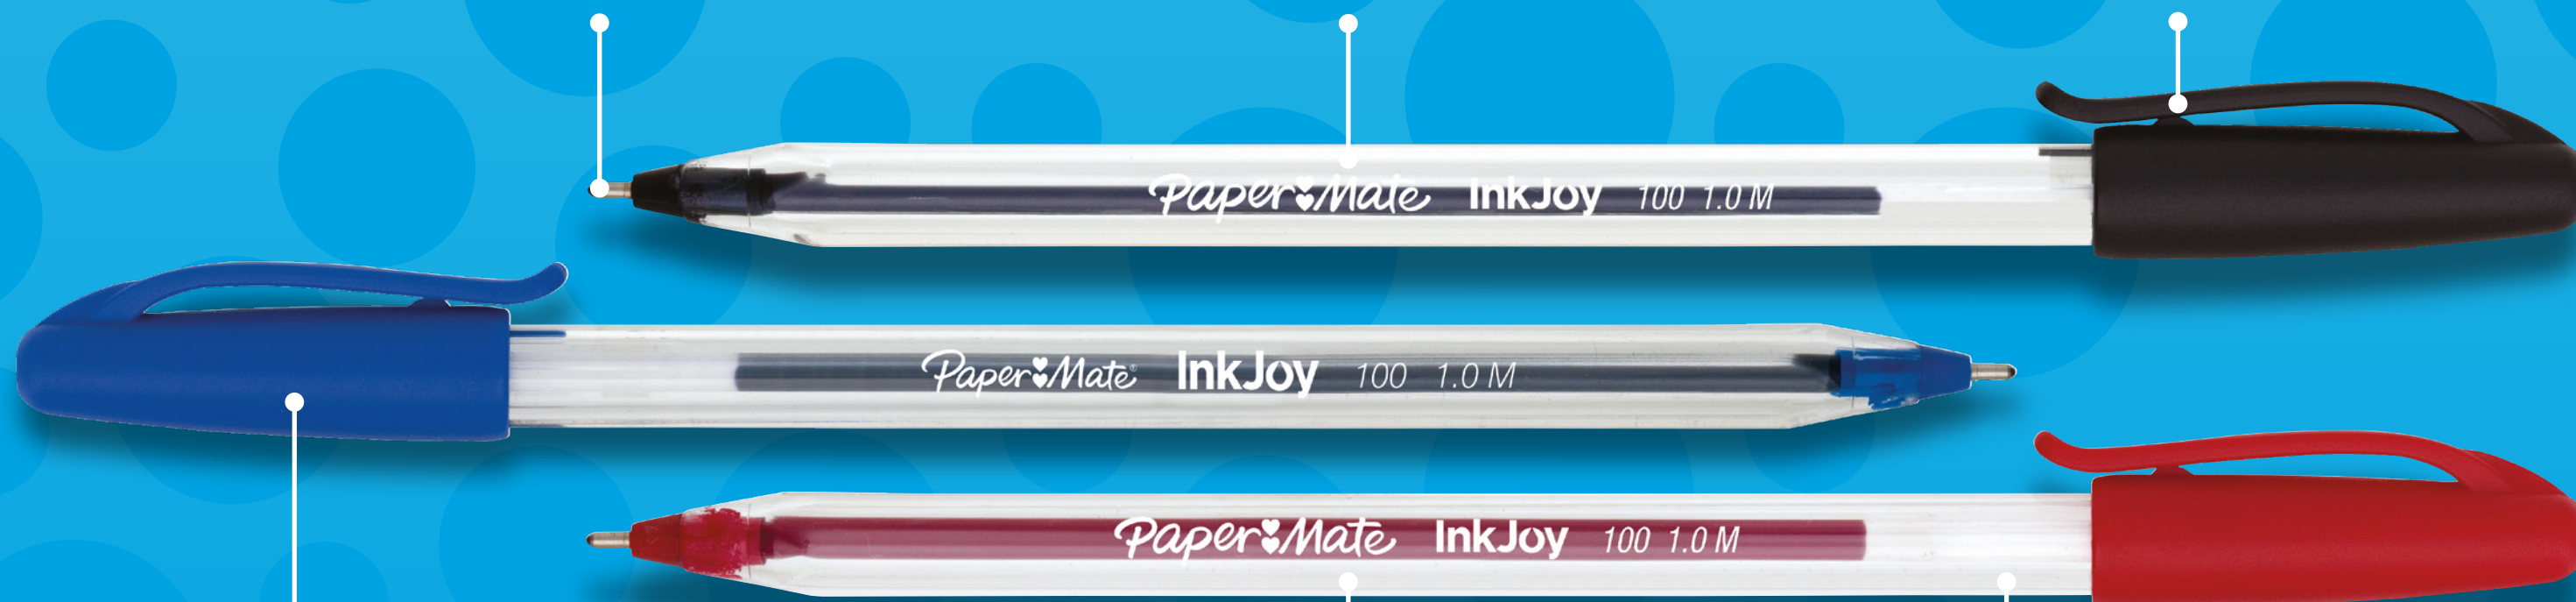 Paper Mate InkJoy 100 1.0 M
Paper Mate® InkJoy 100 1.0 M
Paper Mate InkJoy 100 1.0 M